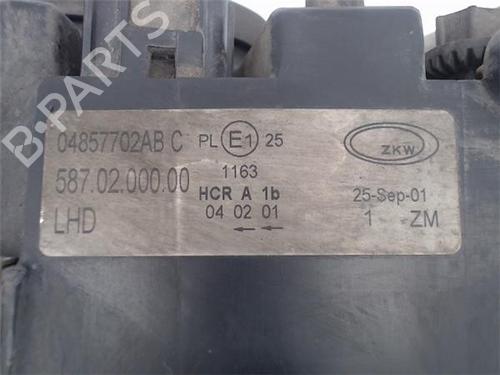 04857702AB C PL E1 25 ZKW
587.02.000.00 1163
HCR A 1b 25-Sep-01
LHD 04 02 01 1 ZM
B-PARTS